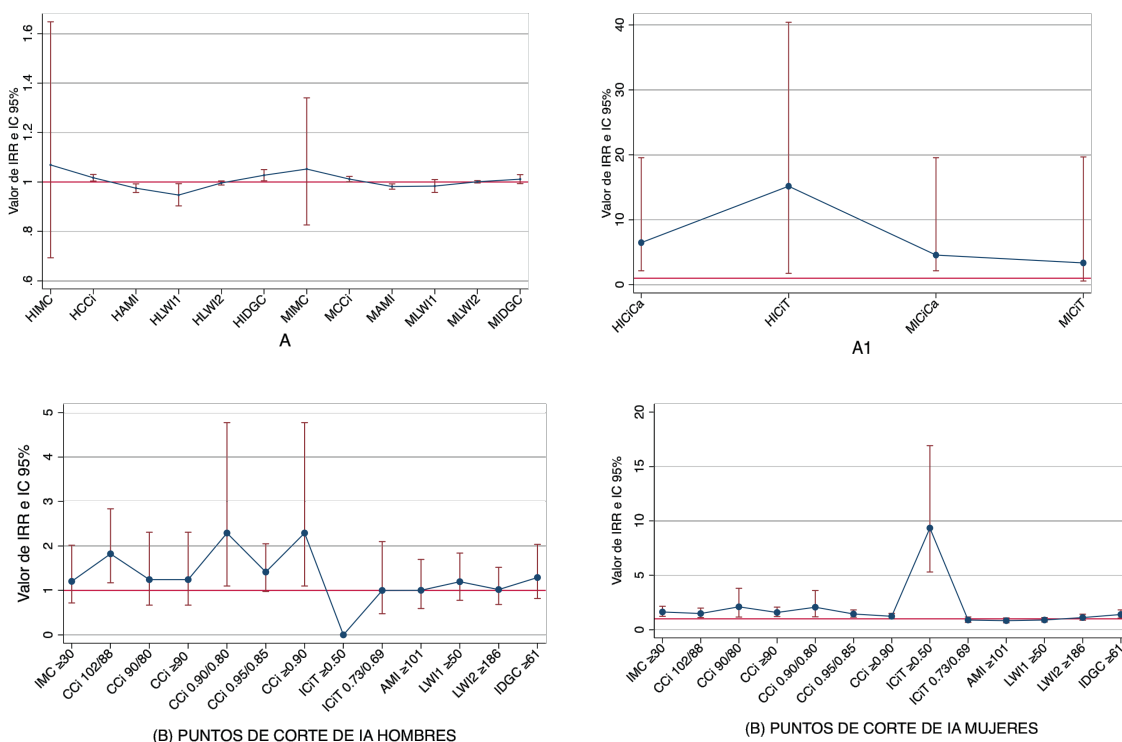 Valor de IRR e IC 95%
1.6
1.4
1.2
1
.8
.6
HIMC
HCCi
HAMI
HLWI1
HLWI2
HIDGC
MIMC
MCCi
MAMI
MLWI1
MLWI2
MIDGC
A
Valor de IRR e IC 95%
40
30
20
10
0
HICiCa
HICiT
MICiCa
MICiT
A1
Valor de IRR e IC 95%
5
4
3
2
1
0
IMC ≥30
CCi 102/88
CCi 90/80
CCi ≥90
CCi 0.90/0.80
CCi 0.95/0.85
CCi ≥0.90
ICiT ≥0.50
ICiT 0.73/0.69
AMI ≥101
LWI1 ≥50
LWI2 ≥186
IDGC ≥61
(B) PUNTOS DE CORTE DE IA HOMBRES
Valor de IRR e IC 95%
20
15
10
5
0
IMC ≥30
CCi 102/88
CCi 90/80
CCi ≥90
CCi 0.90/0.80
CCi 0.95/0.85
CCi ≥0.90
ICiT ≥0.50
ICiT 0.73/0.69
AMI ≥101
LWI1 ≥50
LWI2 ≥186
IDGC ≥61
(B) PUNTOS DE CORTE DE IA MUJERES